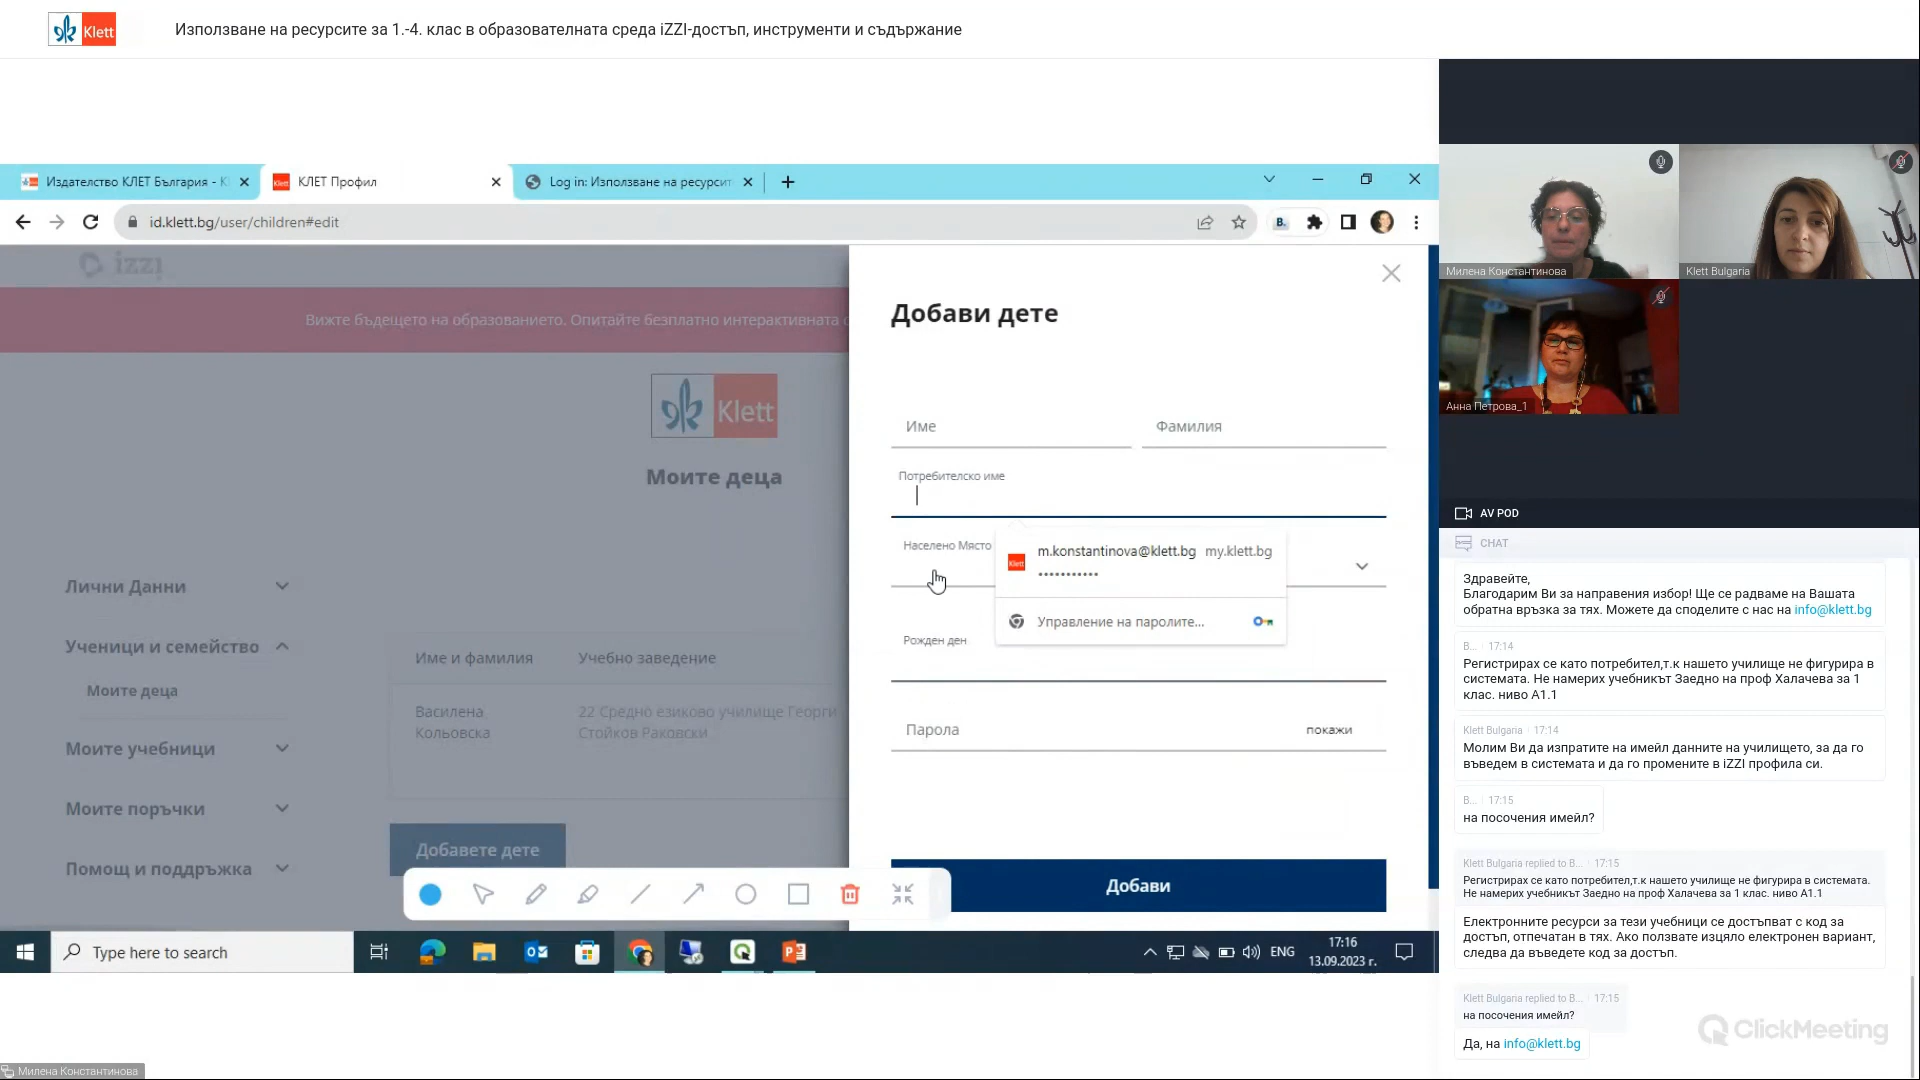 Klett
Използване на ресурсите за 1.-4. клас в образователната среда iZZI-достъп, инструменти и съдържание
Издателство КЛЕТ България - К
КЛЕТ Профил
Log in: Използване на ресурсит
id.klett.bg/user/children#edit
izzi
Вижте бъдещето на образованието. Опитайте безплатно интерактивната
Klett
Моите деца
Лични Данни
Ученици и семейство
Моите деца
Моите учебници
Моите поръчки
Помощ и поддръжка
Име и фамилия
Учебно заведение
Василена
Кольовска
22 Средно езиково училище Георги
Стойков Раковски
Добавете дете
Добави дете
Име
Фамилия
Потребителско име
Населено Място
m.konstantinova@klett.bg my.klett.bg
•••••••••••
Управление на паролите...
Рожден ден
Парола
покажи
Добави
Type here to search
ENG
17:16
13.09.2023 г.
Милена Константинова
Милена Константинова
Klett Bulgaria
Анна Петрова_1
AV POD
CHAT
Здравейте,
Благодарим Ви за направения избор! Ще се радваме на Вашата
обратна връзка за тях. Можете да споделите с нас на info@klett.bg
В... 17:14
Регистрирах се като потребител,т.к нашето училище не фигурира в
системата. Не намерих учебникът Заедно на проф Халачева за 1
клас. ниво А1.1
Klett Bulgaria 17:14
Молим Ви да изпратите на имейл данните на училището, за да го
въведем в системата и да го промените в iZZI профила си.
В... 17:15
на посочения имейл?
Klett Bulgaria replied to В... 17:15
Регистрирах се като потребител,т.к нашето училище не фигурира в системата.
Не намерих учебникът Заедно на проф Халачева за 1 клас. ниво А1.1
Електронните ресурси за тези учебници се достъпват с код за
достъп, отпечатан в тях. Ако ползвате изцяло електронен вариант,
следва да въведете код за достъп.
Klett Bulgaria replied to В... 17:15
на посочения имейл?
Да, на info@klett.bg
ClickMeeting